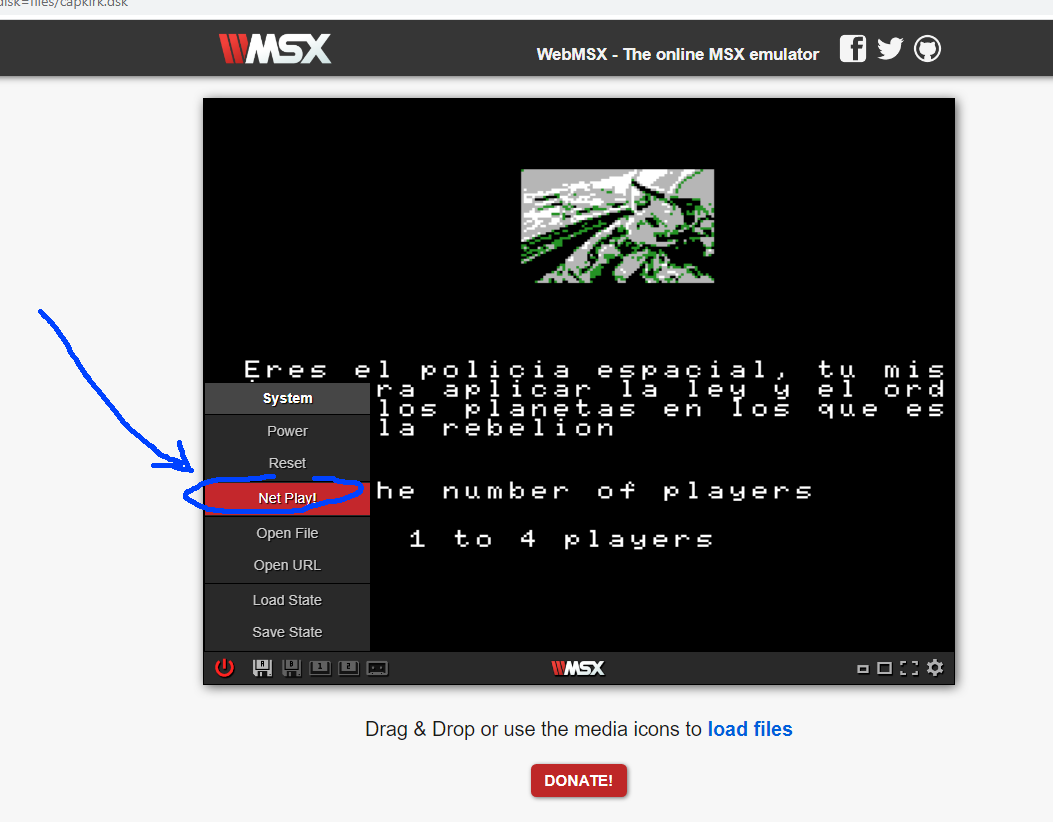 disk=files/capkirk.dsk
MSX
WebMSX - The online MSX emulator
Eres el policia espacial, tu mis
ra aplicar la ley y el ord
los planetas en los que es
la rebelion
he number of players
1 to 4 players
System
Power
Reset
Net Play!
Open File
Open URL
Load State
Save State
A B 1 2 MSX
Drag & Drop or use the media icons to load files
DONATE!